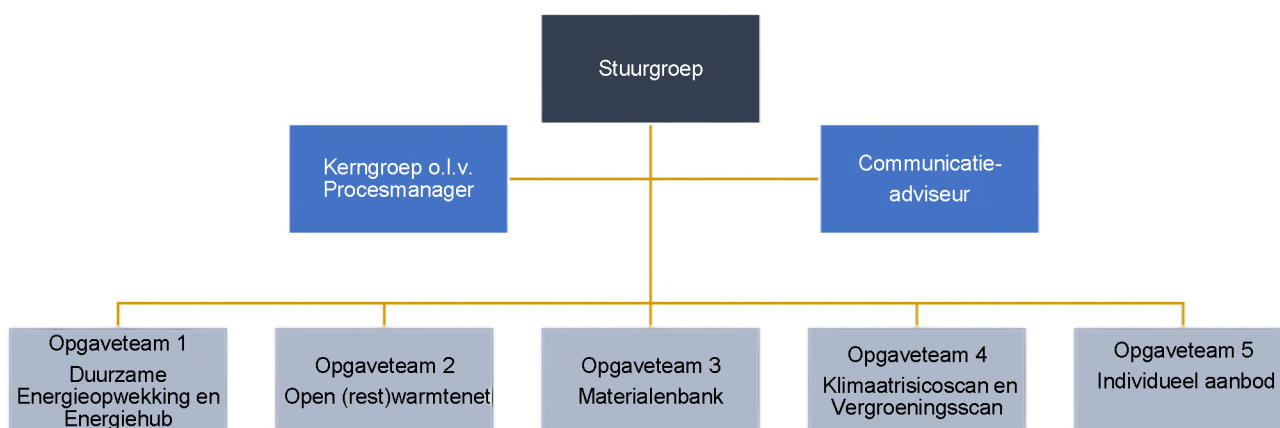 Stuurgroep
Kerngroep o.l.v.
Procesmanager
Communicatie-
adviseur
Opgaveteam 1
Duurzame
Energieopwekking en
Energiehub
Opgaveteam 2
Open (rest)warmtenet
Opgaveteam 3
Materialenbank
Opgaveteam 4
Klimaatrisicoscan en
Vergroeningsscan
Opgaveteam 5
Individueel aanbod